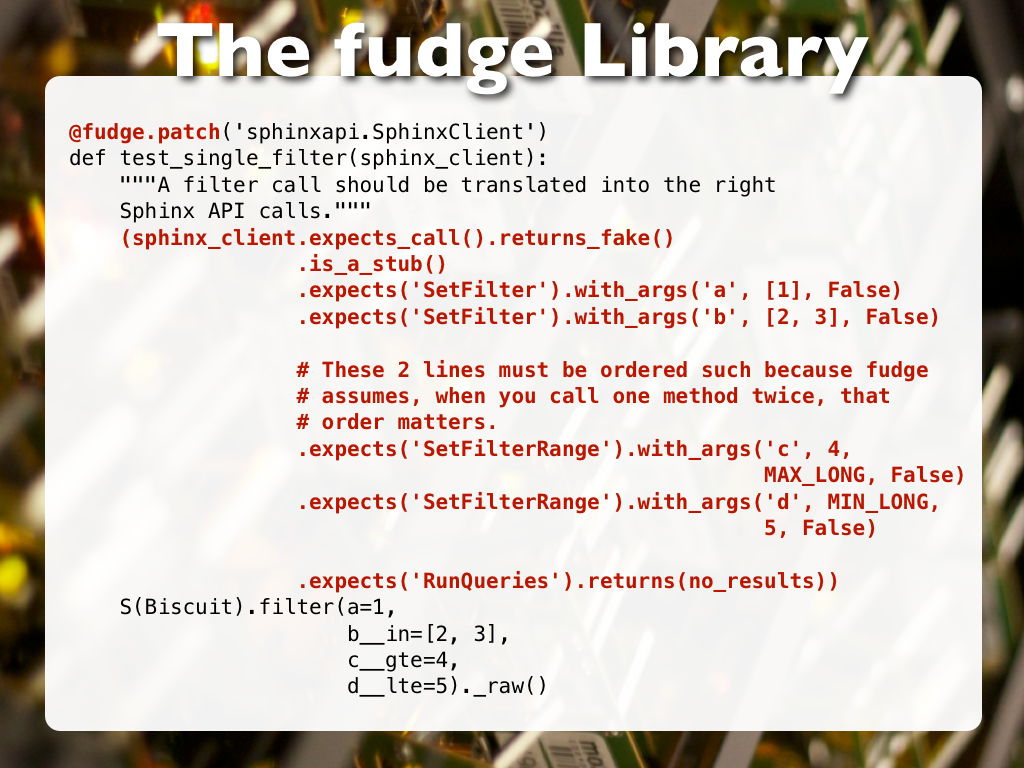 The fudge Library
@fudge.patch('sphinxapi.SphinxClient')
def test_single_filter(sphinx_client):
    """A filter call should be translated into the right
    Sphinx API calls."""
    (sphinx_client.expects_call().returns_fake()
                  .is_a_stub()
                  .expects('SetFilter').with_args('a', [1], False)
                  .expects('SetFilter').with_args('b', [2, 3], False)

                  # These 2 lines must be ordered such because fudge
                  # assumes, when you call one method twice, that
                  # order matters.
                  .expects('SetFilterRange').with_args('c', 4,
                                                       MAX_LONG, False)
                  .expects('SetFilterRange').with_args('d', MIN_LONG,
                                                       5, False)

                  .expects('RunQueries').returns(no_results))
    S(Biscuit).filter(a=1,
                      b__in=[2, 3],
                      c__gte=4,
                      d__lte=5)._raw()